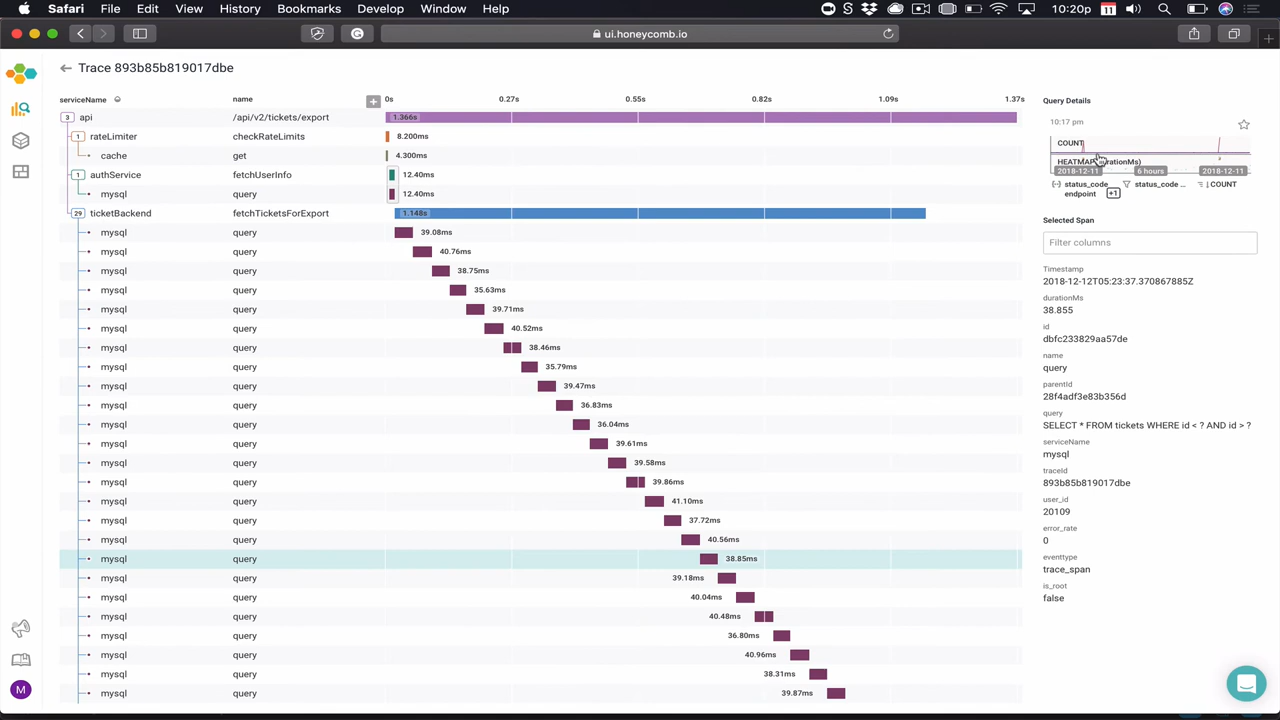 Safari File Edit View History Bookmarks Develop Window Help 10:20p 11
ui.honeycomb.io
Trace 893b85b819017dbe
serviceName name 0s 0.27s 0.55s 0.82s 1.09s 1.37s
3 api /api/v2/tickets/export 1.366s
1 rateLimiter checkRateLimits 8.200ms
cache get 4.300ms
1 authService fetchUserInfo 12.40ms
mysql query 12.40ms
29 ticketBackend fetchTicketsForExport 1.148s
mysql query 39.08ms
mysql query 40.76ms
mysql query 38.75ms
mysql query 35.63ms
mysql query 39.71ms
mysql query 40.52ms
mysql query 38.46ms
mysql query 35.79ms
mysql query 39.47ms
mysql query 36.83ms
mysql query 36.04ms
mysql query 39.61ms
mysql query 39.58ms
mysql query 39.86ms
mysql query 41.10ms
mysql query 37.72ms
mysql query 40.56ms
mysql query 38.85ms
mysql query 39.18ms
mysql query 40.04ms
mysql query 40.48ms
mysql query 36.80ms
mysql query 40.96ms
mysql query 38.31ms
mysql query 39.87ms
M
Query Details
10:17 pm
COUNT
2018-12-11 6 hours 2018-12-11
status_code status_code ... COUNT
endpoint +1
Selected Span
Filter columns
Timestamp
2018-12-12T05:23:37.370867885Z
durationMs
38.855
id
dbfc233829aa57de
name
query
parentId
28f4adf3e83b356d
query
SELECT * FROM tickets WHERE id < ? AND id > ?
serviceName
mysql
traceId
893b85b819017dbe
user_id
20109
error_rate
0
eventtype
trace_span
is_root
false